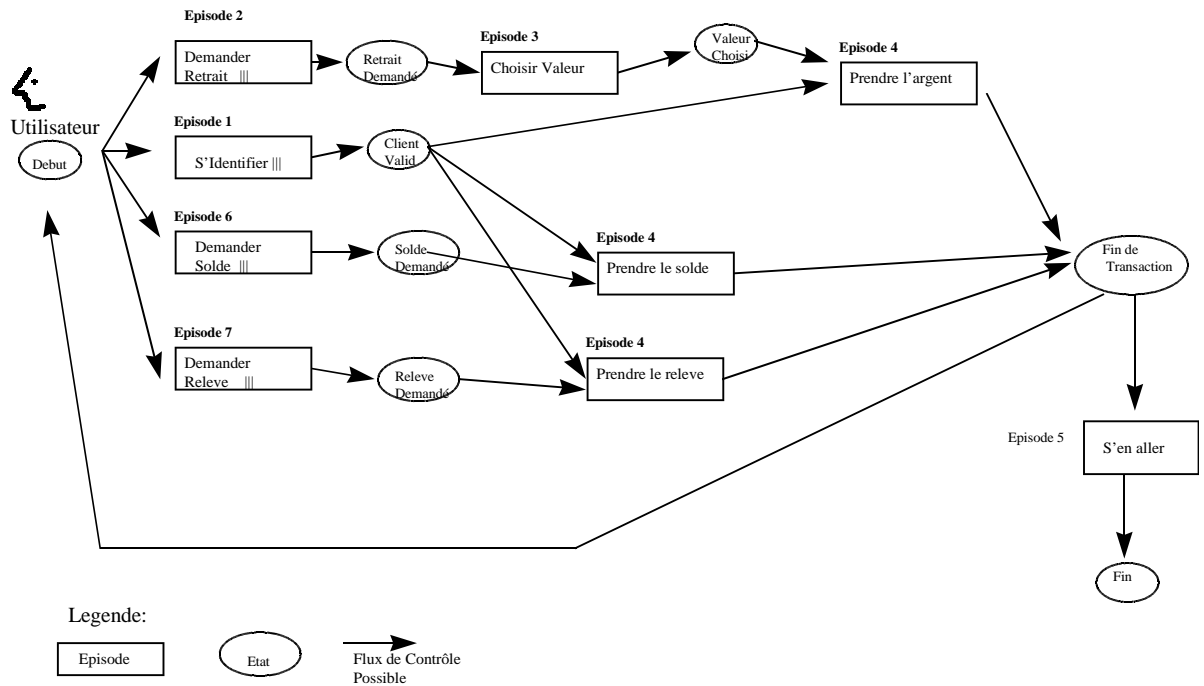 Episode 2
Demander
Retrait |||
Retrait
Demandé
Episode 3
Choisir Valeur
Valeur
Choisi
Episode 4
Prendre l’argent
Utilisateur
Debut
Episode 1
S’Identifier |||
Client
Valid
Episode 6
Demander
Solde |||
Solde
Demandé
Episode 4
Prendre le solde
Fin de
Transaction
Episode 7
Demander
Releve |||
Releve
Demandé
Episode 4
Prendre le releve
Episode 5
S’en aller
Fin
Legende:
Episode
Etat
Flux de Contrôle
Possible